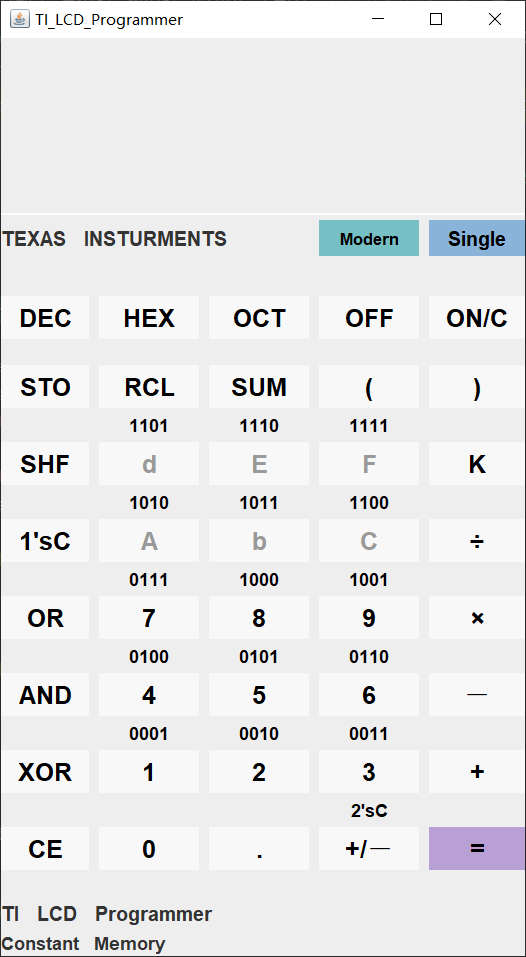 TI_LCD_Programmer
TEXAS INSTURMENTS Modern Single
DEC HEX OCT OFF ON/C
STO RCL SUM ( )
1101 1110 1111
SHF d E F K
1010 1011 1100
1'sC A b C ÷
0111 1000 1001
OR 7 8 9 ×
0100 0101 0110
AND 4 5 6 —
0001 0010 0011
XOR 1 2 3 +
2'sC
CE 0 . +/— =
TI LCD Programmer
Constant Memory